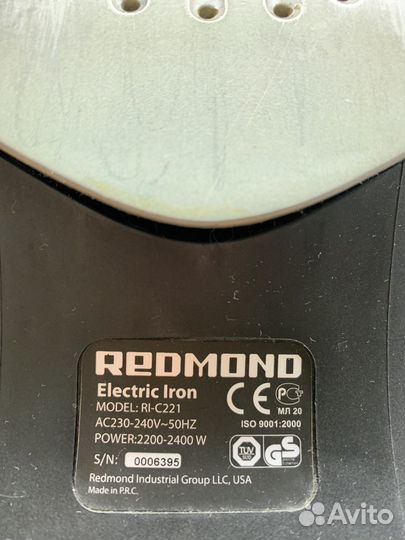 REDMOND
Electric Iron
MODEL: RI-C221
AC230-240V~50HZ
POWER:2200-2400 W
S/N: 0006395
CE PC
МЛ 20
ISO 9001:2000
TÜV
SÜD
GS
Redmond Industrial Group LLC, USA
Made in P.R.C.
Avito